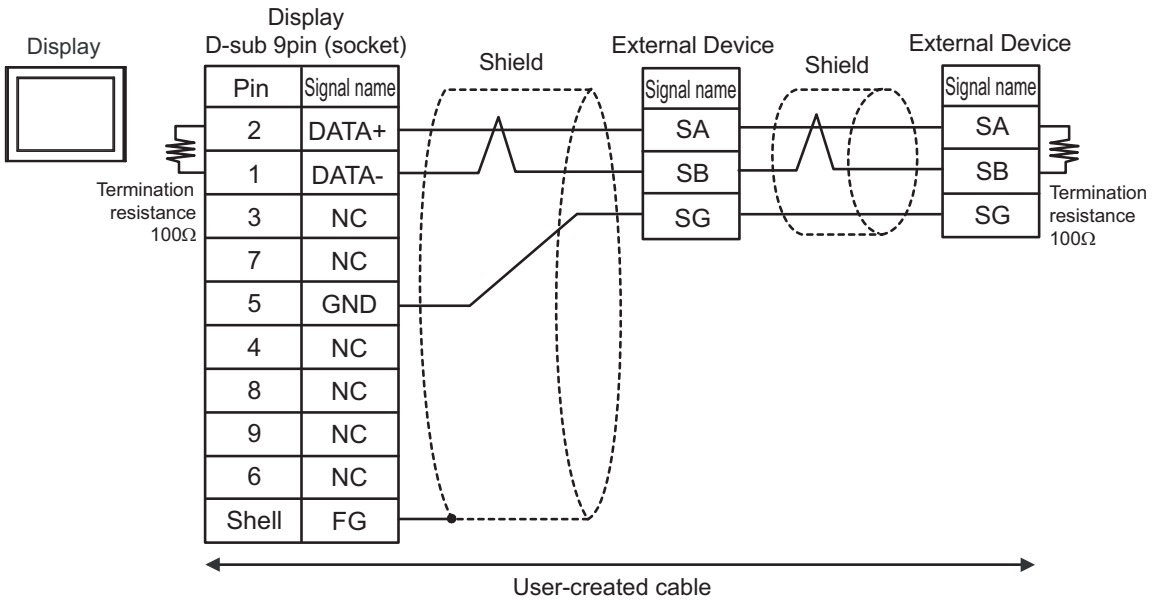 Display
Display
D-sub 9pin (socket)
Pin Signal name
2 DATA+
1 DATA-
3 NC
7 NC
5 GND
4 NC
8 NC
9 NC
6 NC
Shell FG
Termination
resistance
100Ω
Shield
External Device
Signal name
SA
SB
SG
Shield
External Device
Signal name
SA
SB
SG
Termination
resistance
100Ω
User-created cable